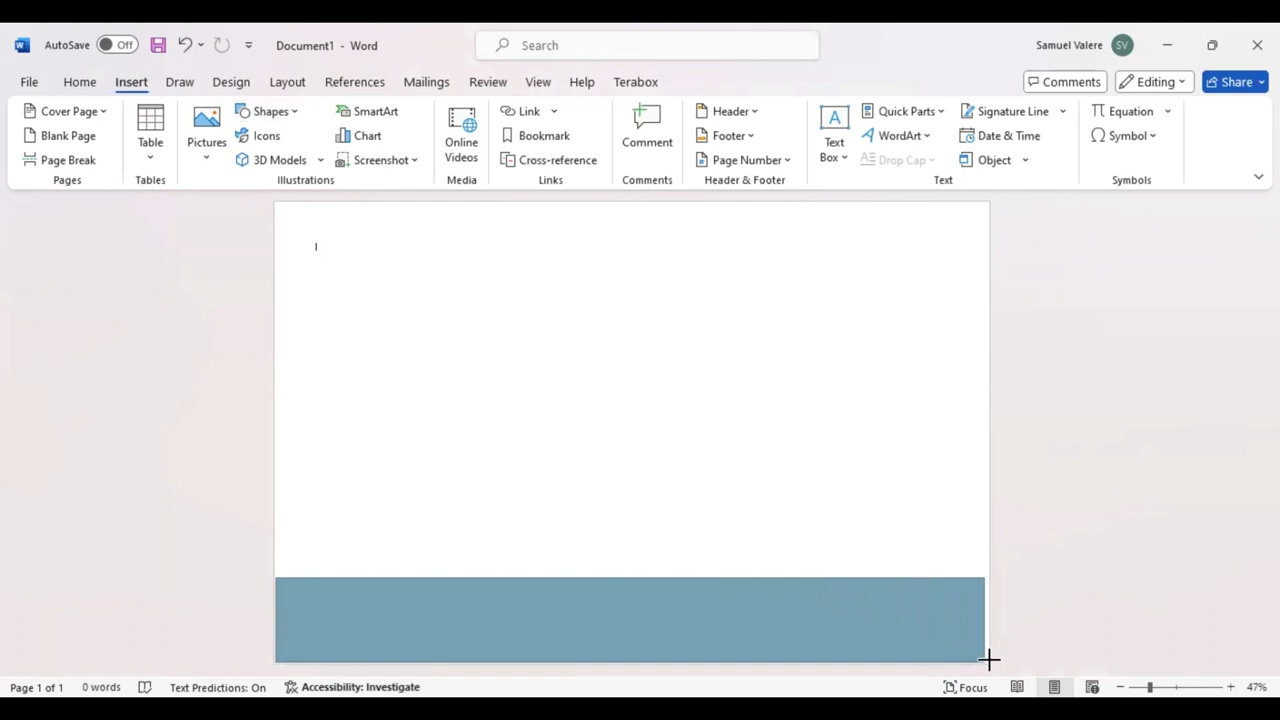 AutoSave Off Document1 - Word Search Samuel Valere SV
File Home Insert Draw Design Layout References Mailings Review View Help Terabox Comments Editing Share
Cover Page
Blank Page
Page Break
Pages
Table
Tables
Pictures
Shapes
Icons
3D Models
SmartArt
Chart
Screenshot
Illustrations
Online
Videos
Media
Link
Bookmark
Cross-reference
Links
Comment
Comments
Header
Footer
Page Number
Header & Footer
Text
Box
Quick Parts
WordArt
Drop Cap
Signature Line
Date & Time
Object
Text
Equation
Symbol
Symbols
Page 1 of 1 0 words Text Predictions: On Accessibility: Investigate Focus 47%